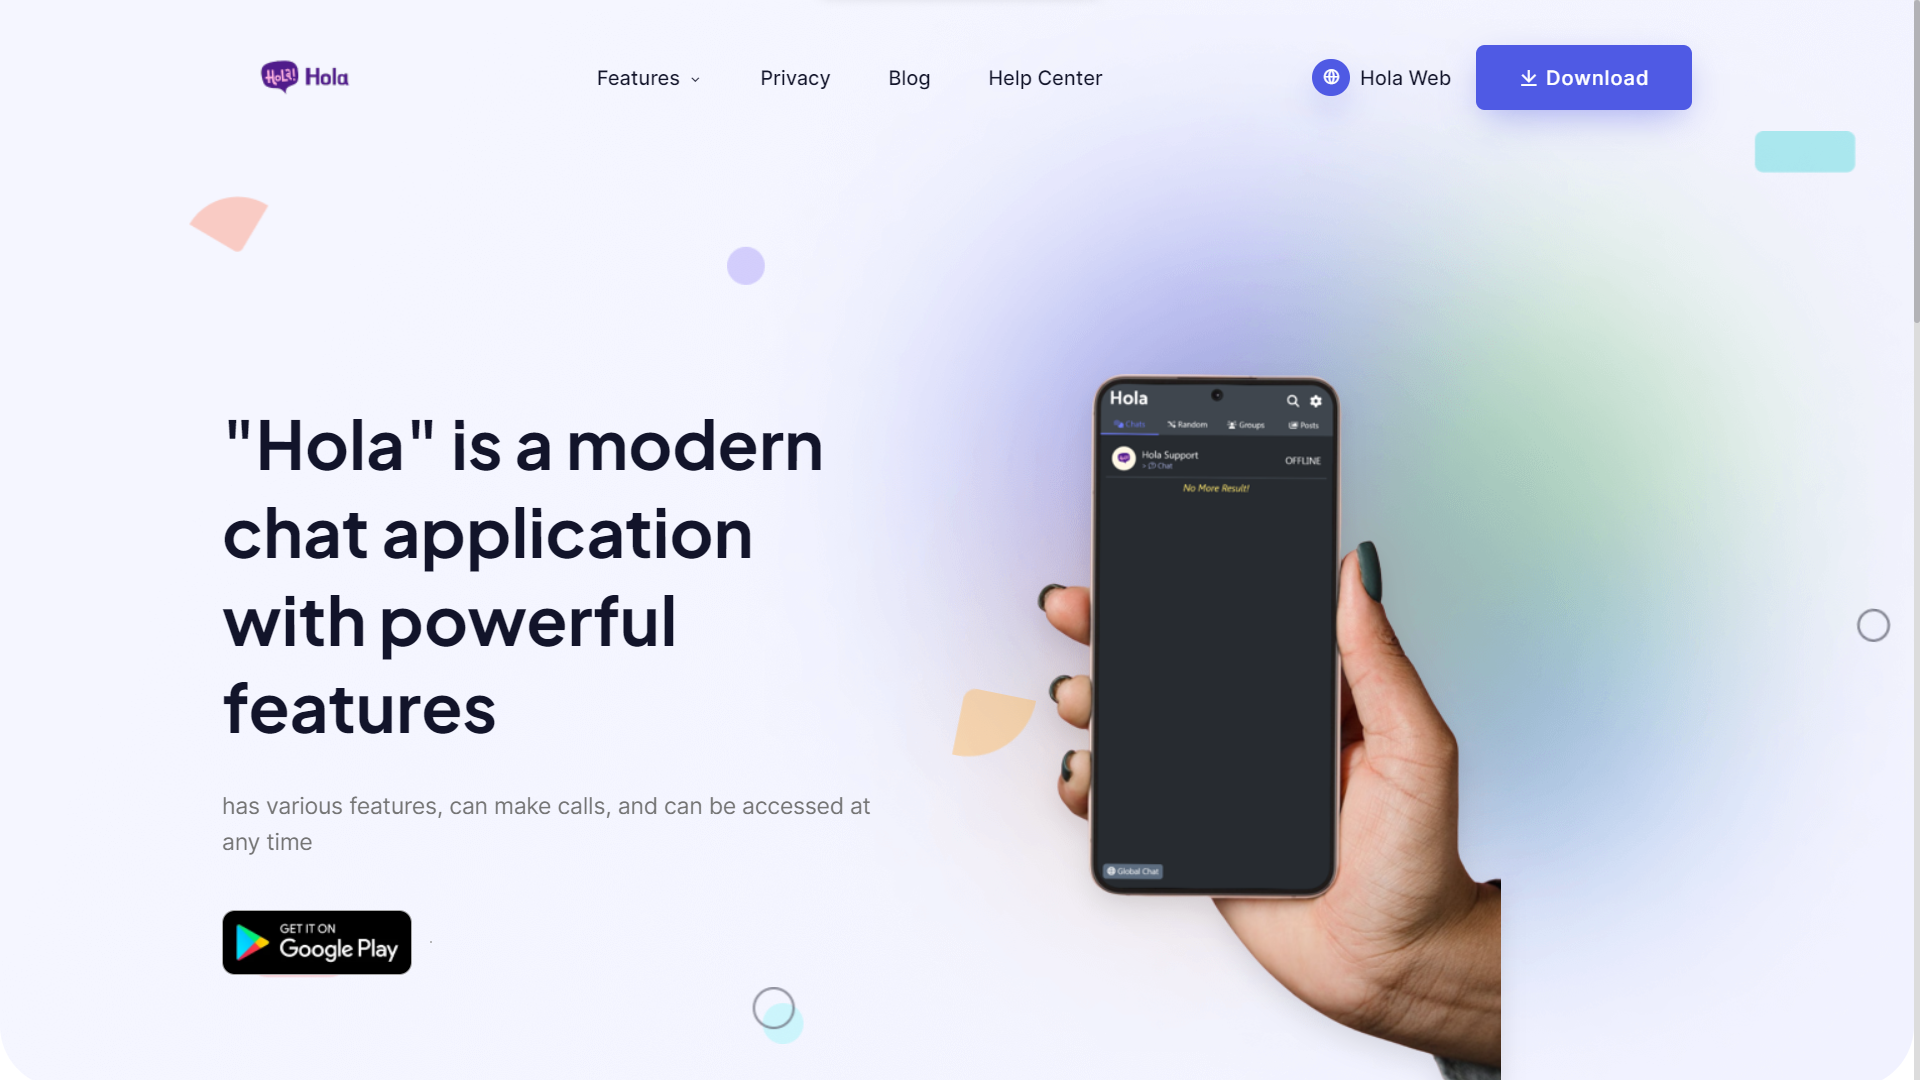 HoLa! Hola
Features
Privacy
Blog
Help Center
Hola Web
Download
"Hola" is a modern
chat application
with powerful
features
has various features, can make calls, and can be accessed at
any time
GET IT ON
Google Play
Hola
Chats
Random
Groups
Posts
Hola Support
> Chat
OFFLINE
No More Result!
Global Chat